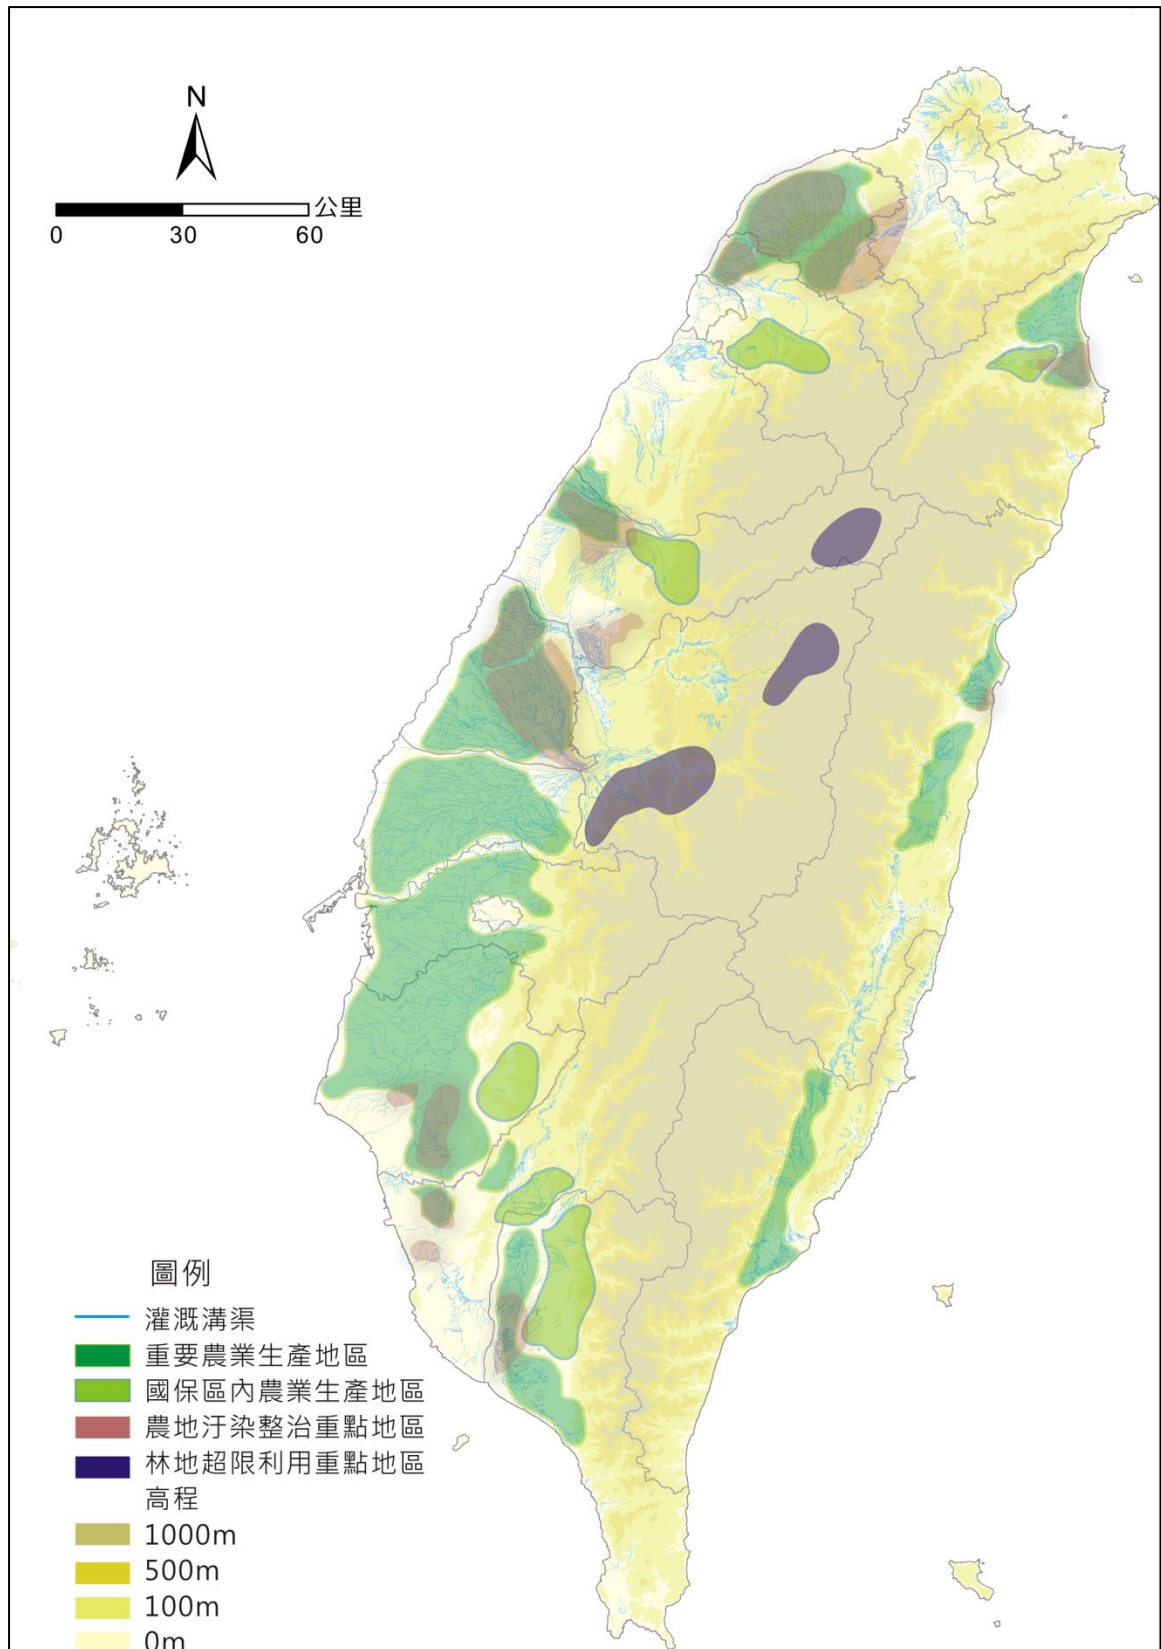 N
公里
0 30 60
圖例
灌溉溝渠
重要農業生產地區
國保區內農業生產地區
農地汙染整治重點地區
林地超限利用重點地區
高程
1000m
500m
100m
0m